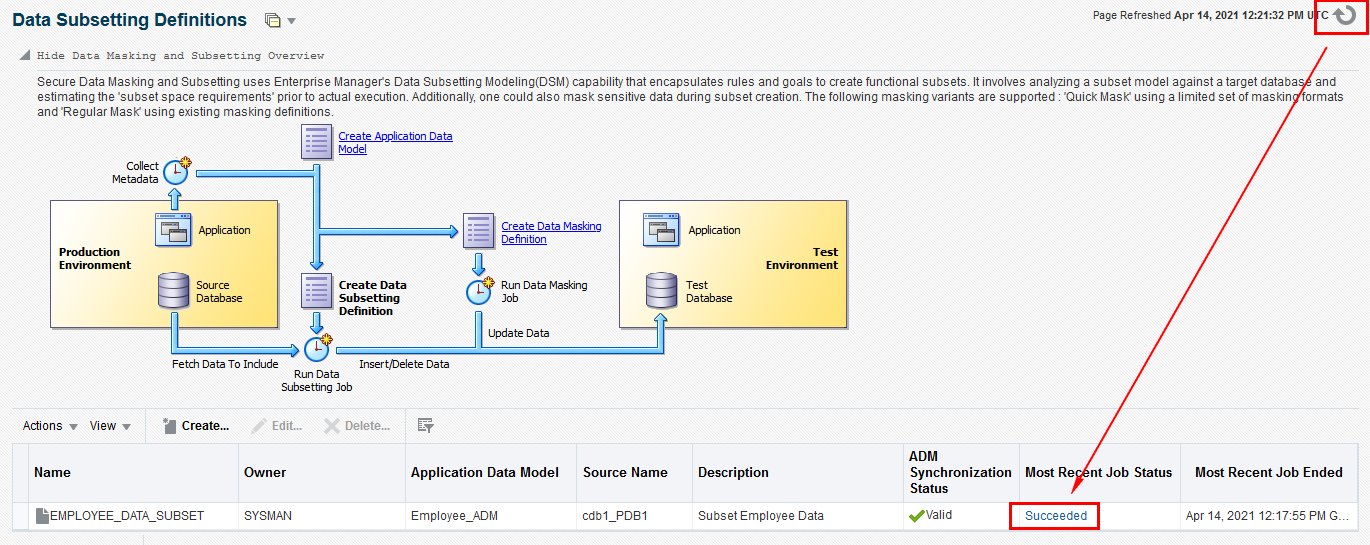 Data Subsetting Definitions
Page Refreshed Apr 14, 2021 12:21:32 PM UTC
Hide Data Masking and Subsetting Overview
Secure Data Masking and Subsetting uses Enterprise Manager's Data Subsetting Modeling(DSM) capability that encapsulates rules and goals to create functional subsets. It involves analyzing a subset model against a target database and
estimating the 'subset space requirements' prior to actual execution. Additionally, one could also mask sensitive data during subset creation. The following masking variants are supported : 'Quick Mask' using a limited set of masking formats
and 'Regular Mask' using existing masking definitions.
Create Application Data
Model
Collect
Metadata
Production
Environment
Application
Source
Database
Create Data Masking
Definition
Create Data
Subsetting
Definition
Run Data Masking
Job
Application
Test
Environment
Test
Database
Update Data
Fetch Data To Include
Run Data
Subsetting Job
Insert/Delete Data
Actions View Create... Edit... Delete...
Name Owner Application Data Model Source Name Description ADM Synchronization Status Most Recent Job Status Most Recent Job Ended
EMPLOYEE_DATA_SUBSET SYSMAN Employee_ADM cdb1_PDB1 Subset Employee Data Valid Succeeded Apr 14, 2021 12:17:55 PM G...